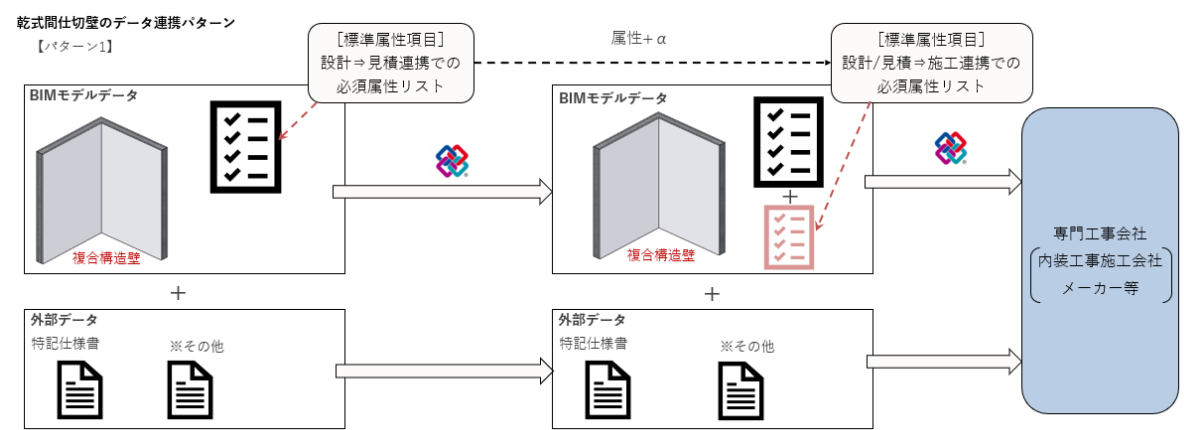 乾式間仕切壁のデータ連携パターン
【パターン1】
［標準属性項目］
設計⇒見積連携での
必須属性リスト
属性+α
［標準属性項目］
設計/見積⇒施工連携での
必須属性リスト
BIMモデルデータ
複合構造壁
+
外部データ
特記仕様書
※その他
BIMモデルデータ
+
複合構造壁
+
外部データ
特記仕様書
※その他
専門工事会社
内装工事施工会社
メーカー等